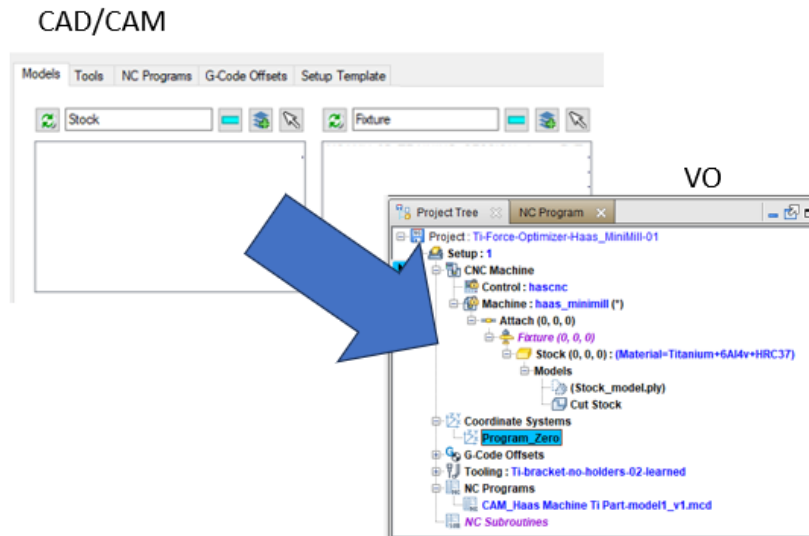 CAD/CAM
Models Tools NC Programs G-Code Offsets Setup Template
Stock Fixture
VO
Project Tree NC Program
Project : Ti-Force-Optimizer-Haas_MiniMill-01
Setup : 1
CNC Machine
Control : hascnc
Machine : haas_minimill (*)
Attach (0, 0, 0)
Fixture (0, 0, 0)
Stock (0, 0, 0) : (Material=Titanium+6Al4v+HRC37)
Models
(Stock_model.ply)
Cut Stock
Coordinate Systems
Program_Zero
G-Code Offsets
Tooling : Ti-bracket-no-holders-02-learned
NC Programs
CAM_Haas Machine Ti Part-model1_v1.mcd
NC Subroutines